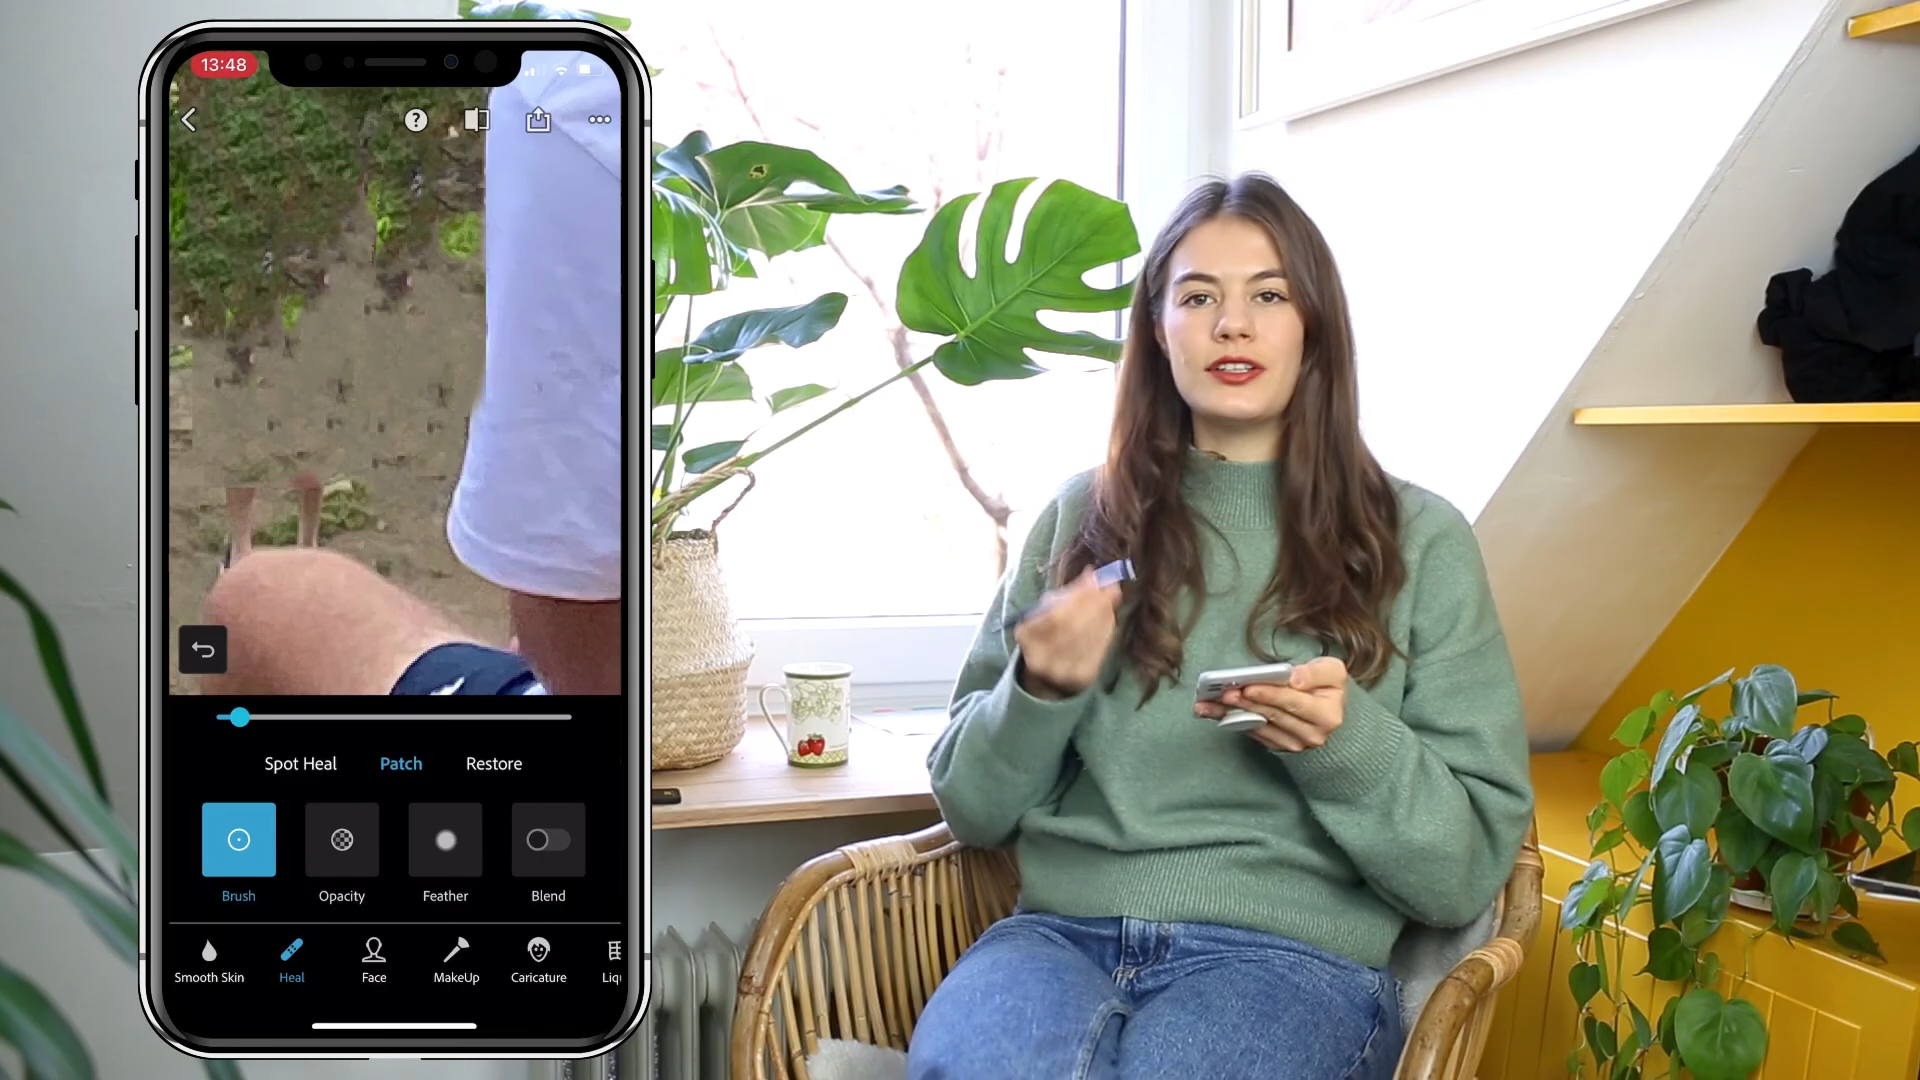 13:48
?
Spot Heal Patch Restore
Brush Opacity Feather Blend
Smooth Skin Heal Face MakeUp Caricature Liq